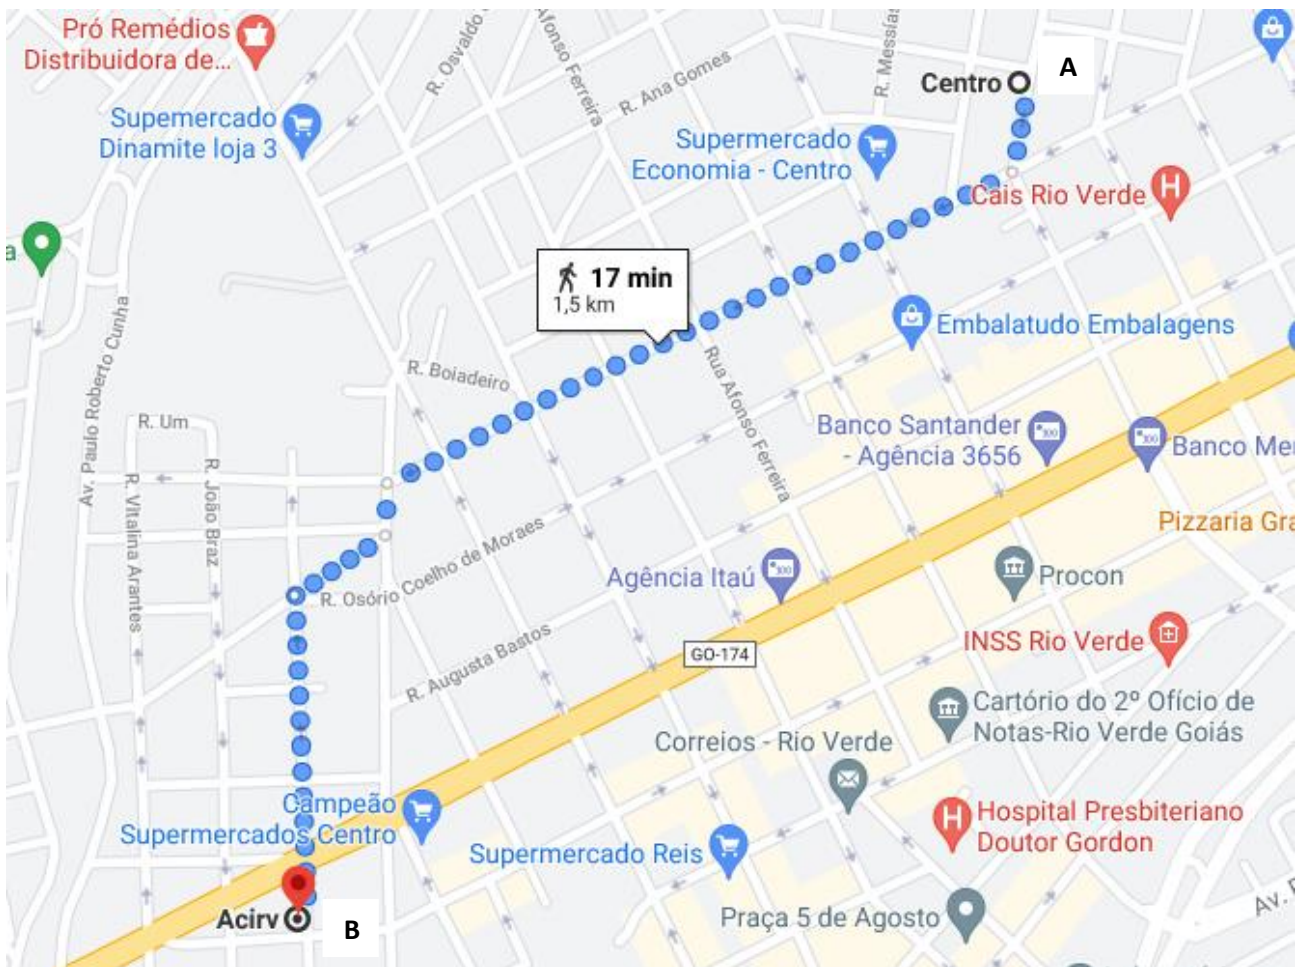 Pró Remédios
Distribuidora de...
R. Osvaldo
Afonso Ferreira
R. Ana Gomes
R. Messias
Centro
A
Supemercado
Dinamite loja 3
Supermercado
Economia - Centro
Cais Rio Verde
H
a
17 min
1,5 km
Embalatudo Embalagens
Av. Paulo Roberto Cunha
R. Boiadeiro
Rua Afonso Ferreira
R. Um
R. Vitalina Arantes
R. João Braz
Banco Santander
- Agência 3656
Banco Me
Pizzaria Gra
R. Osório Coelho de Moraes
Agência Itaú
Procon
R. Augusta Bastos
GO-174
INSS Rio Verde
Cartório do 2º Ofício de
Notas-Rio Verde Goiás
Correios - Rio Verde
Campeão
Supermercados Centro
Supermercado Reis
H
Hospital Presbiteriano
Doutor Gordon
Acirv
B
Praça 5 de Agosto
Av.